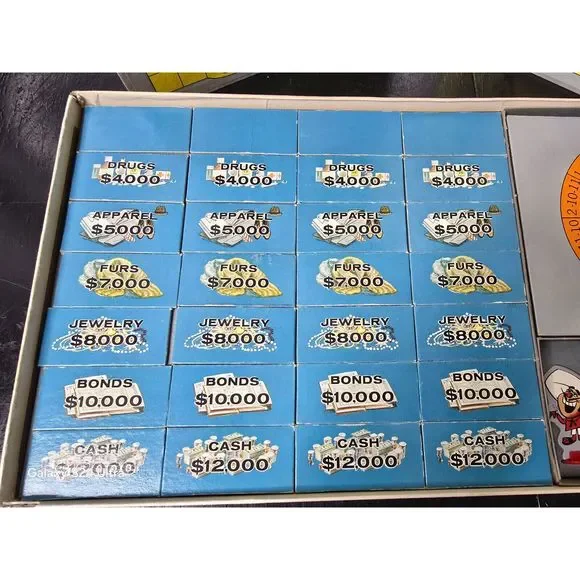 DRUGS DRUGS DRUGS DRUGS
$4.000 $4.000 $4.000 $4.000
APPAREL APPAREL APPAREL APPAREL
$5.000 $5.000 $5.000 $5.000
FURS FURS FURS FURS
$7.000 $7.000 $7.000 $7.000
JEWELRY JEWELRY JEWELRY JEWELRY
$8.000 $8.000 $8.000 $8.000
BONDS BONDS BONDS BONDS
$10.000 $10.000 $10.000 $10.000
CASH CASH CASH CASH
$12.000 $12.000 $12.000 $12.000